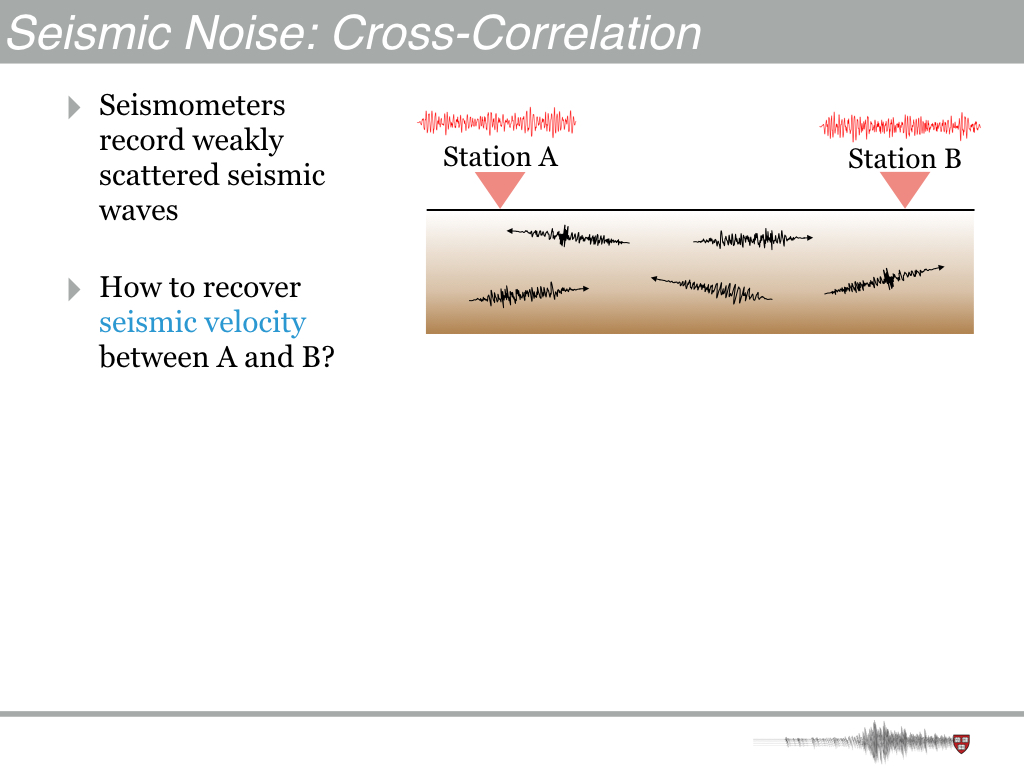 Seismic Noise: Cross-Correlation
Seismometers
record weakly
scattered seismic
waves
How to recover
seismic velocity
between A and B?
Station A
Station B